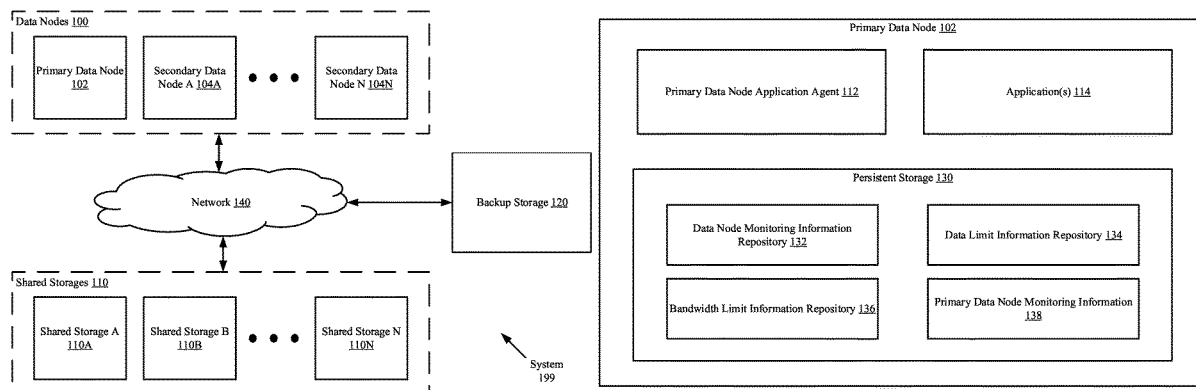 Data Nodes 100
Primary Data Node
102
Secondary Data
Node A 104A
Secondary Data
Node N 104N
Network 140
Backup Storage 120
Shared Storages 110
Shared Storage A
110A
Shared Storage B
110B
Shared Storage N
110N
System
199
Primary Data Node 102
Primary Data Node Application Agent 112
Application(s) 114
Persistent Storage 130
Data Node Monitoring Information
Repository 132
Data Limit Information Repository 134
Bandwidth Limit Information Repository 136
Primary Data Node Monitoring Information
138